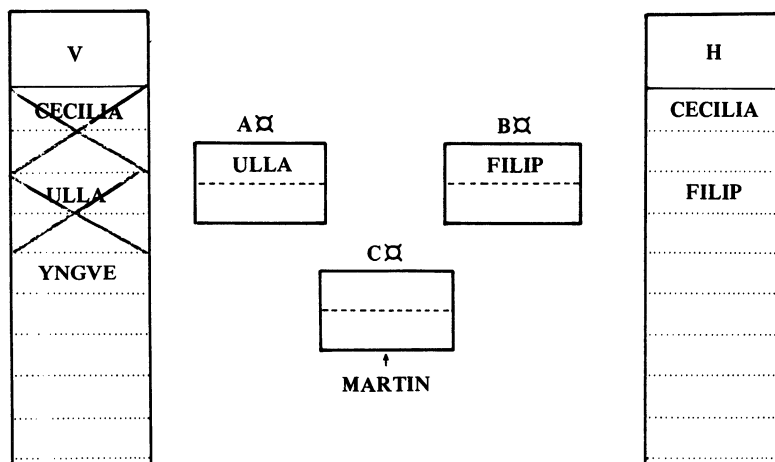 V
CECILIA
ULLA
YNGVE
A¤
ULLA
B¤
FILIP
C¤
MARTIN
H
CECILIA
FILIP